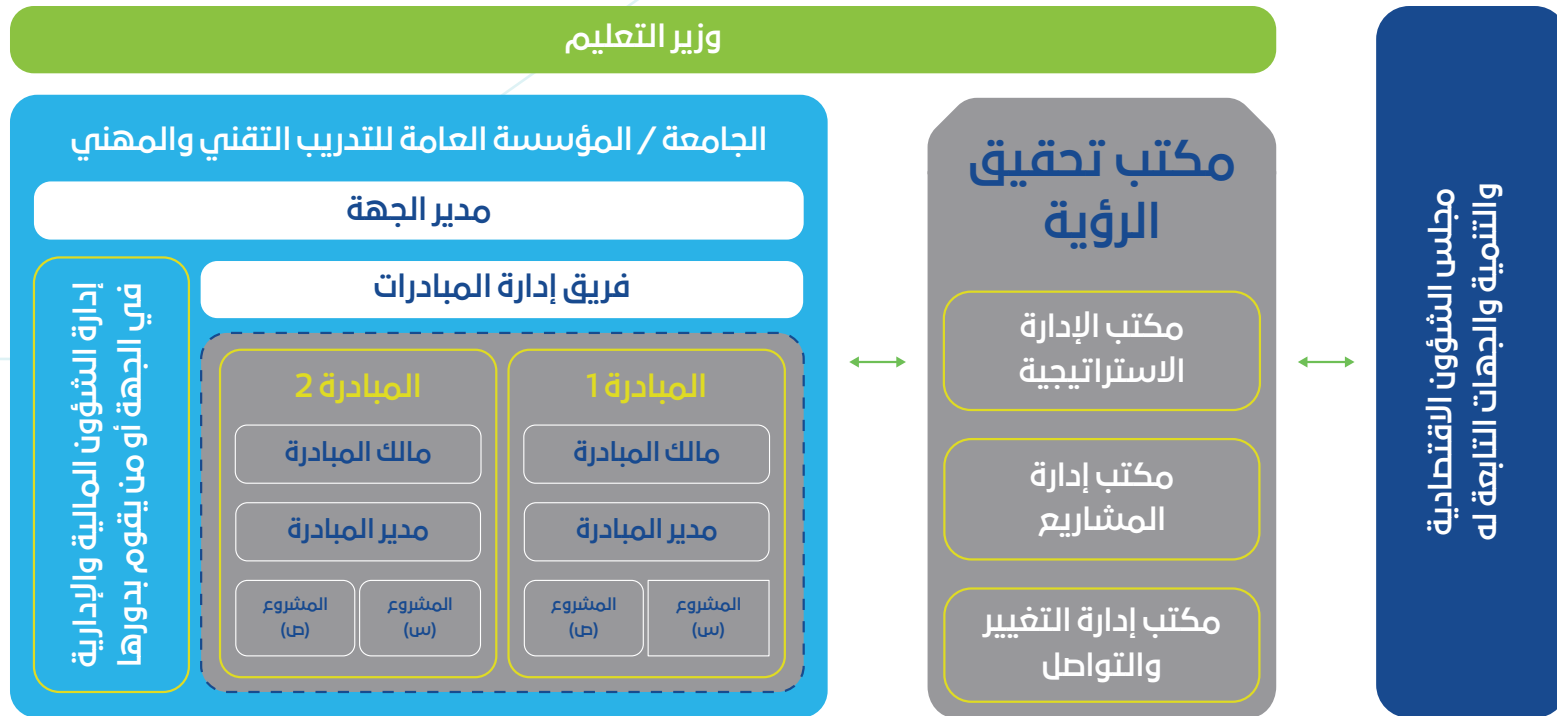 وزير التعليم
مجلس الشؤون الاقتصادية
والتنمية والجهات التابعة له
مكتب تحقيق
الرؤية
مكتب الإدارة
الاستراتيجية
مكتب إدارة
المشاريع
مكتب إدارة التغيير
والتواصل
الجامعة / المؤسسة العامة للتدريب التقني والمهني
مدير الجهة
فريق إدارة المبادرات
المبادرة 1
مالك المبادرة
مدير المبادرة
المشروع
(س)
المشروع
(ص)
المبادرة 2
مالك المبادرة
مدير المبادرة
المشروع
(س)
المشروع
(ص)
إدارة الشؤون المالية والإدارية
في الجهة أو من يقوم بدورها